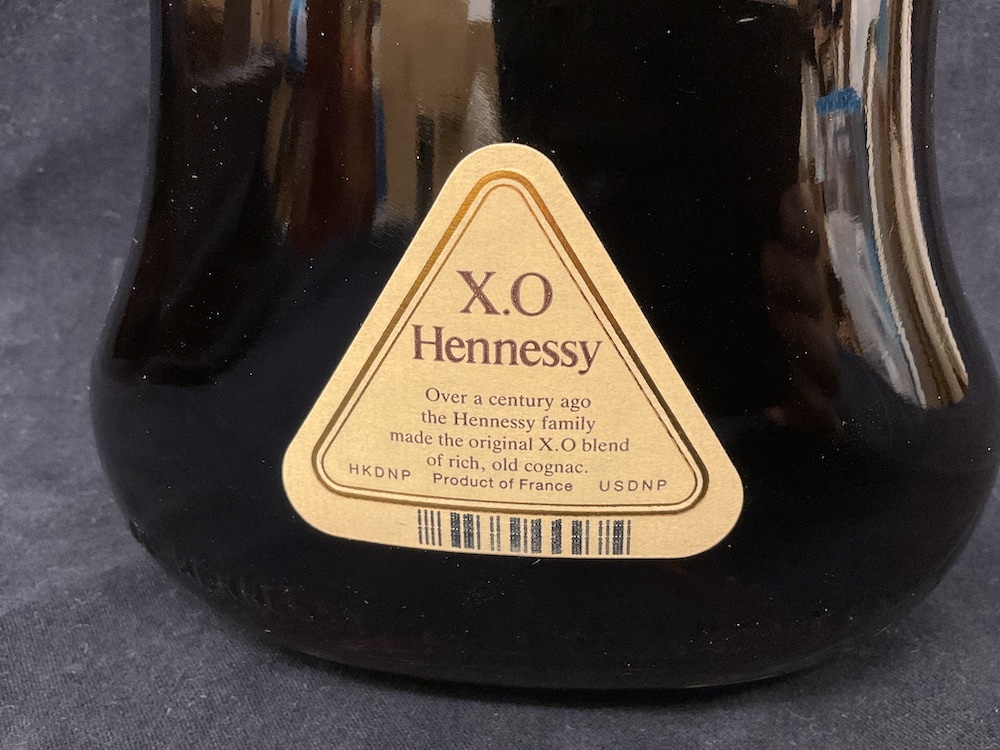 X.O
Hennessy
Over a century ago
the Hennessy family
made the original X.O blend
of rich, old cognac.
HKDNP Product of France USDNP